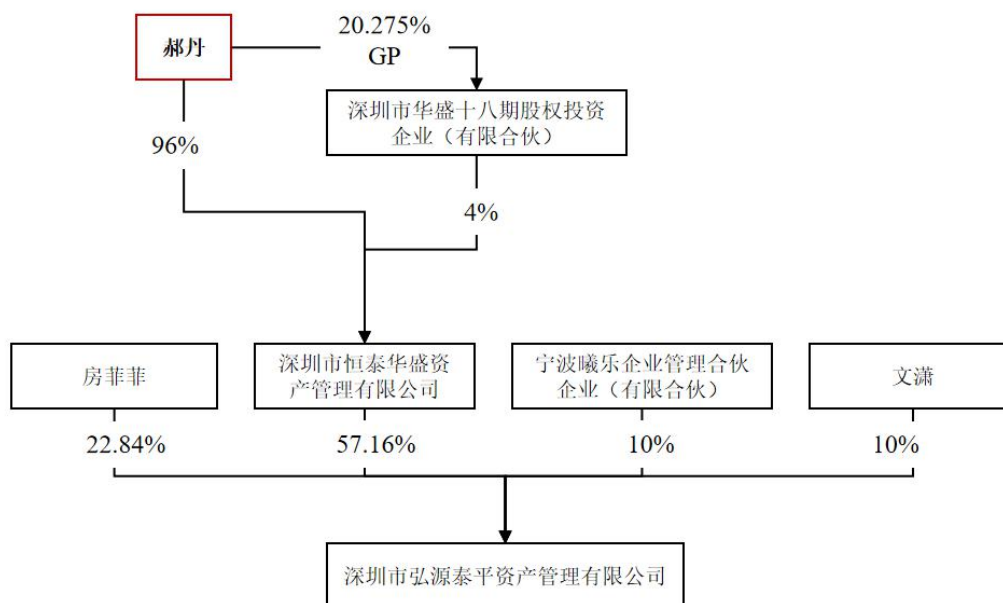 郝丹
20.275%
GP
深圳市华盛十八期股权投资
企业（有限合伙）
96%
4%
房菲菲
深圳市恒泰华盛资
产管理有限公司
宁波曦乐企业管理合伙
企业（有限合伙）
文潇
22.84%
57.16%
10%
10%
深圳市弘源泰平资产管理有限公司